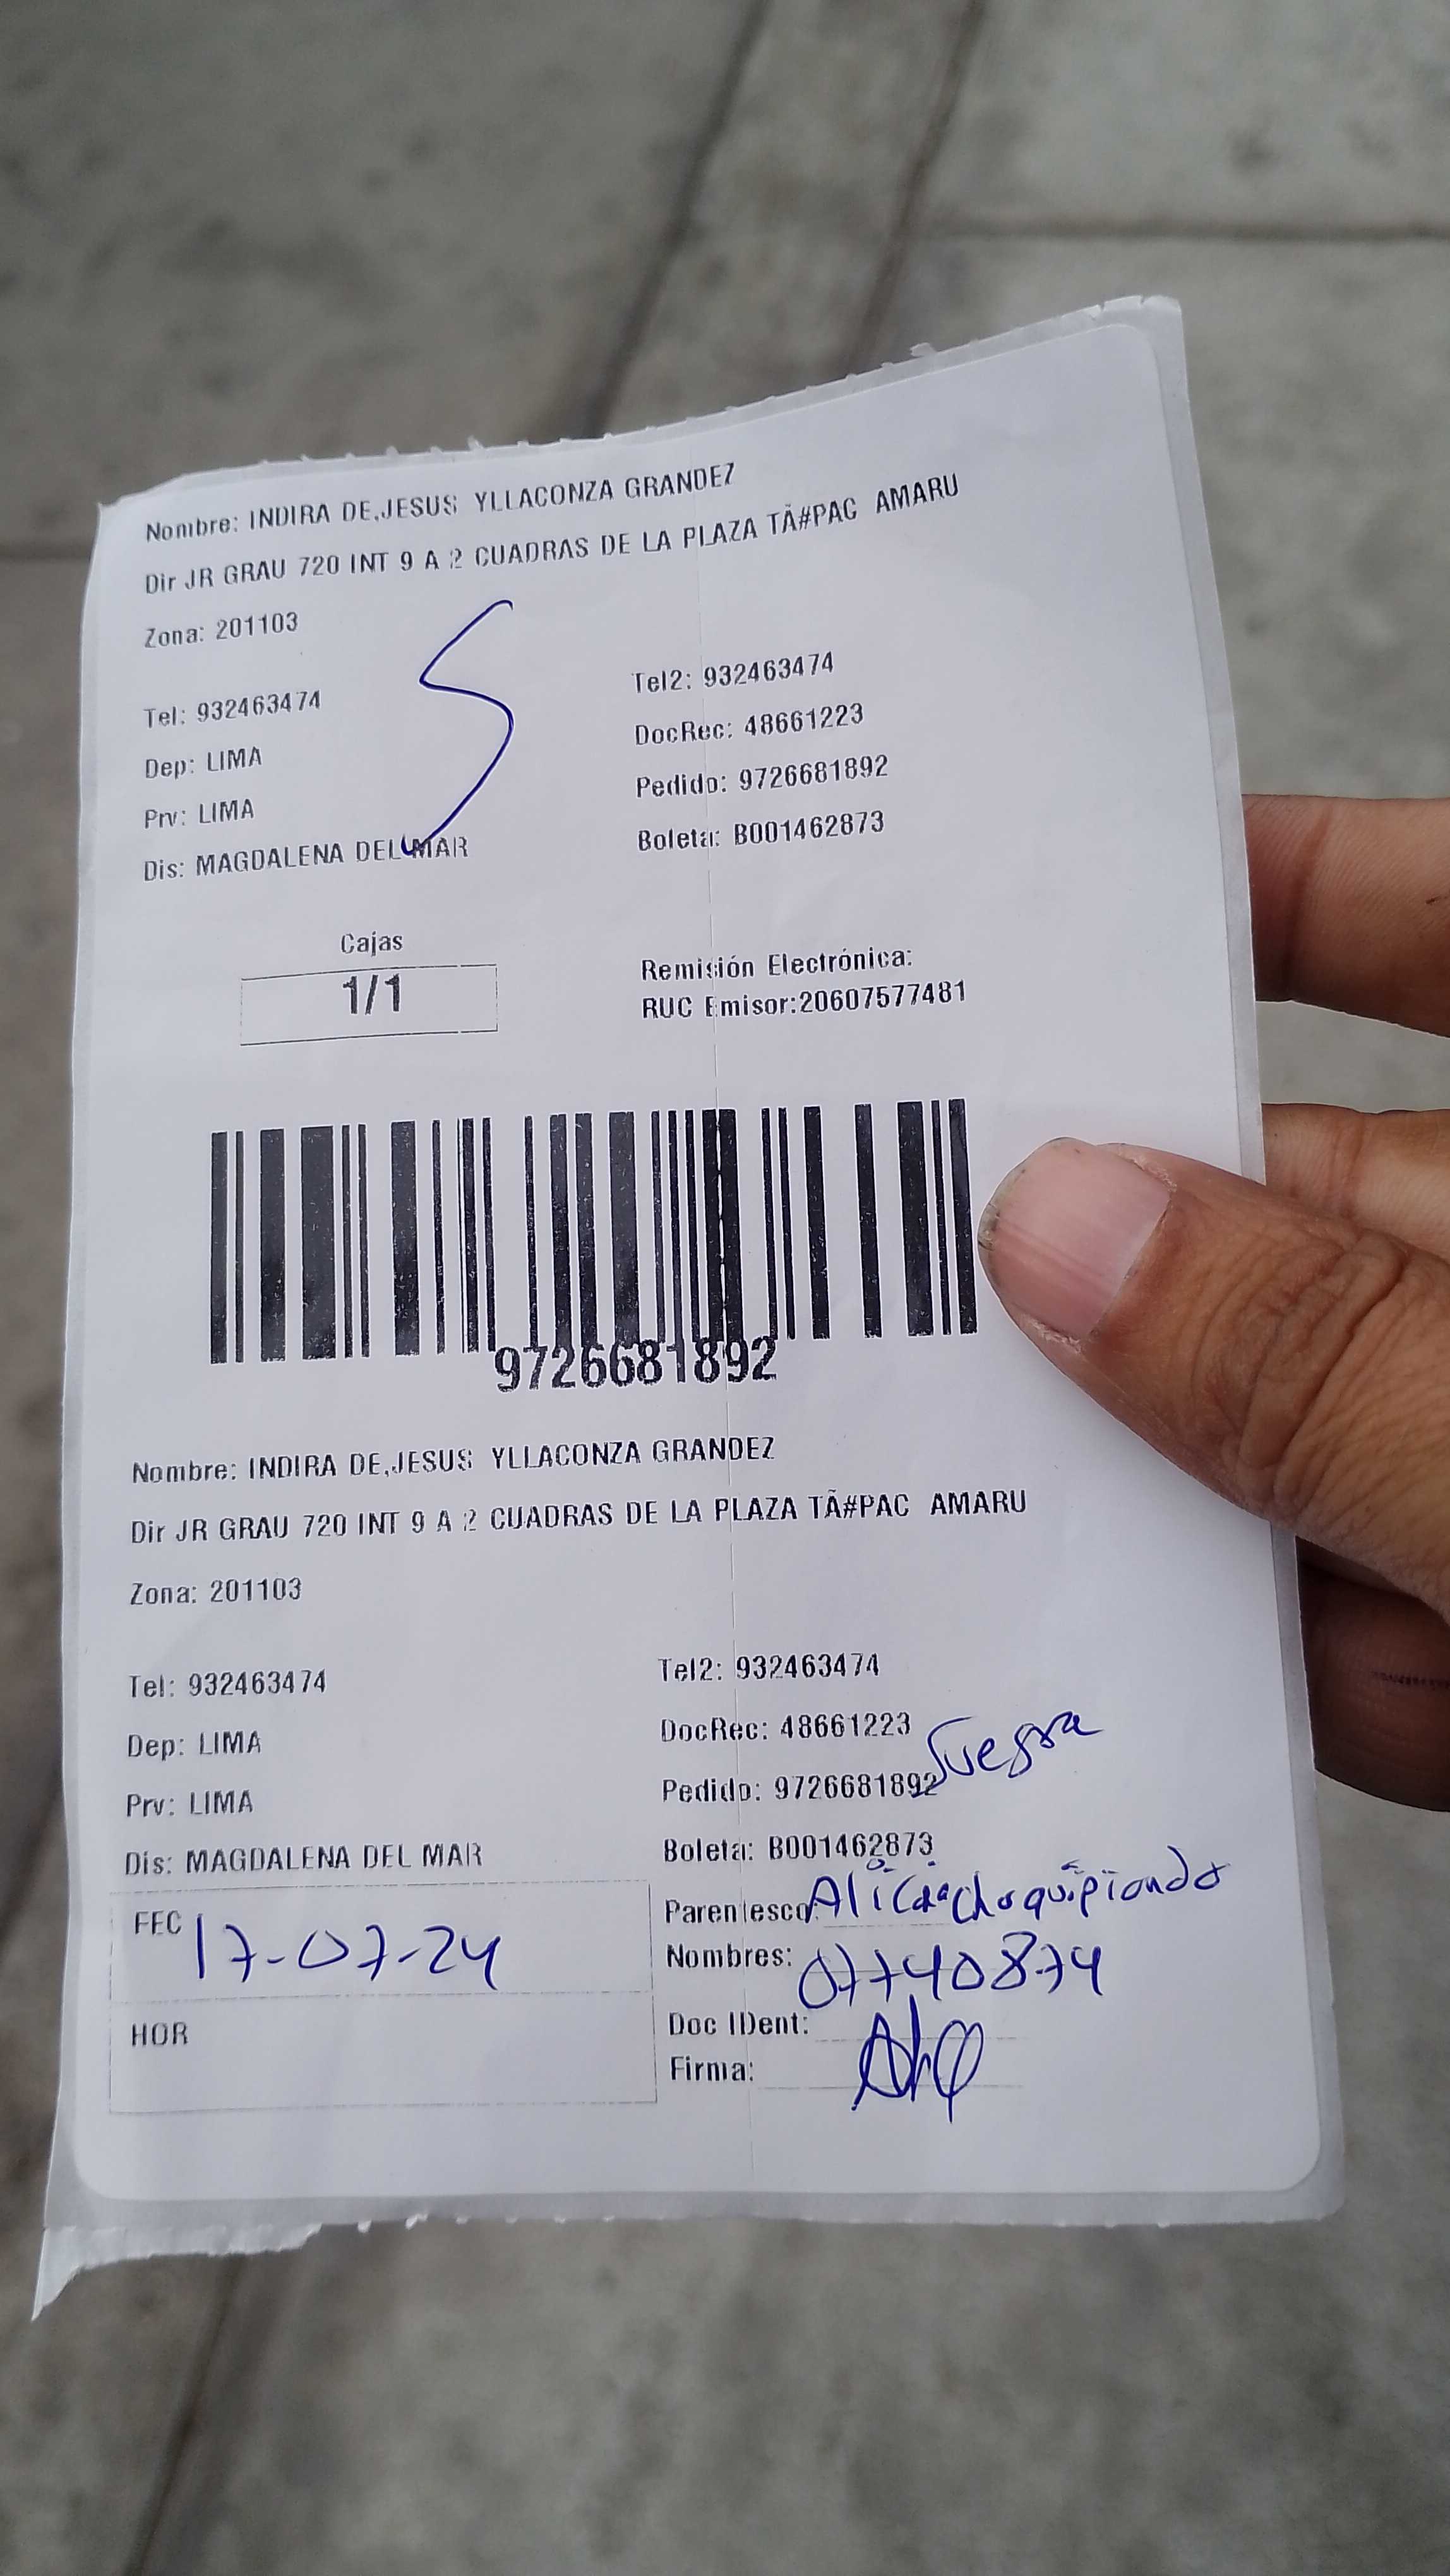 Nombre: INDIRA DE,JESUS YLLACONZA GRANDEZ
Dir JR GRAU 720 INT 9 A 2 CUADRAS DE LA PLAZA TÃ#PAC AMARU
Zona: 201103
Tel: 932463474 Tel2: 932463474
DocRec: 48661223
Dep: LIMA Pedido: 9726681892
Prv: LIMA Boleta: B001462873
Dis: MAGDALENA DEL MAR
Cajas
1/1
Remisión Electrónica:
RUC Emisor:20607577481
9726681892
Nombre: INDIRA DE,JESUS YLLACONZA GRANDEZ
Dir JR GRAU 720 INT 9 A 2 CUADRAS DE LA PLAZA TÃ#PAC AMARU
Zona: 201103
Tel: 932463474 Tel2: 932463474
Dep: LIMA DocRec: 48661223 Suegra
Prv: LIMA Pedido: 9726681892
Dis: MAGDALENA DEL MAR Boleta: B001462873
FEC 17-07-24 Parentesco: Alicia Choquipiondo
Nombres: 07740874
HOR Doc IDent:
Firma: